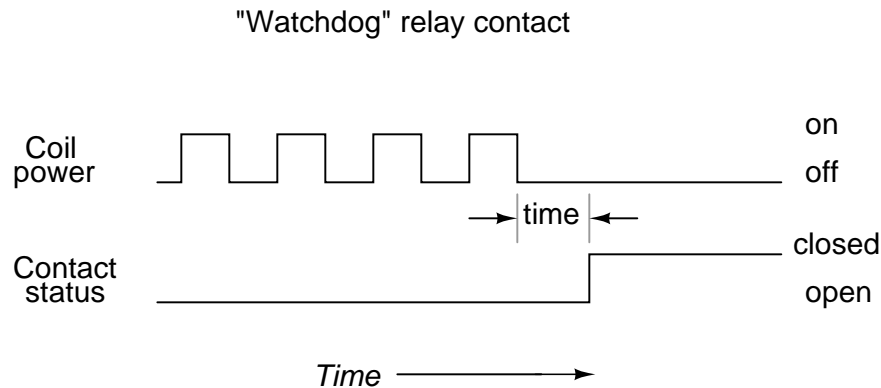 "Watchdog" relay contact
Coil
power
on
off
time
Contact
status
closed
open
Time